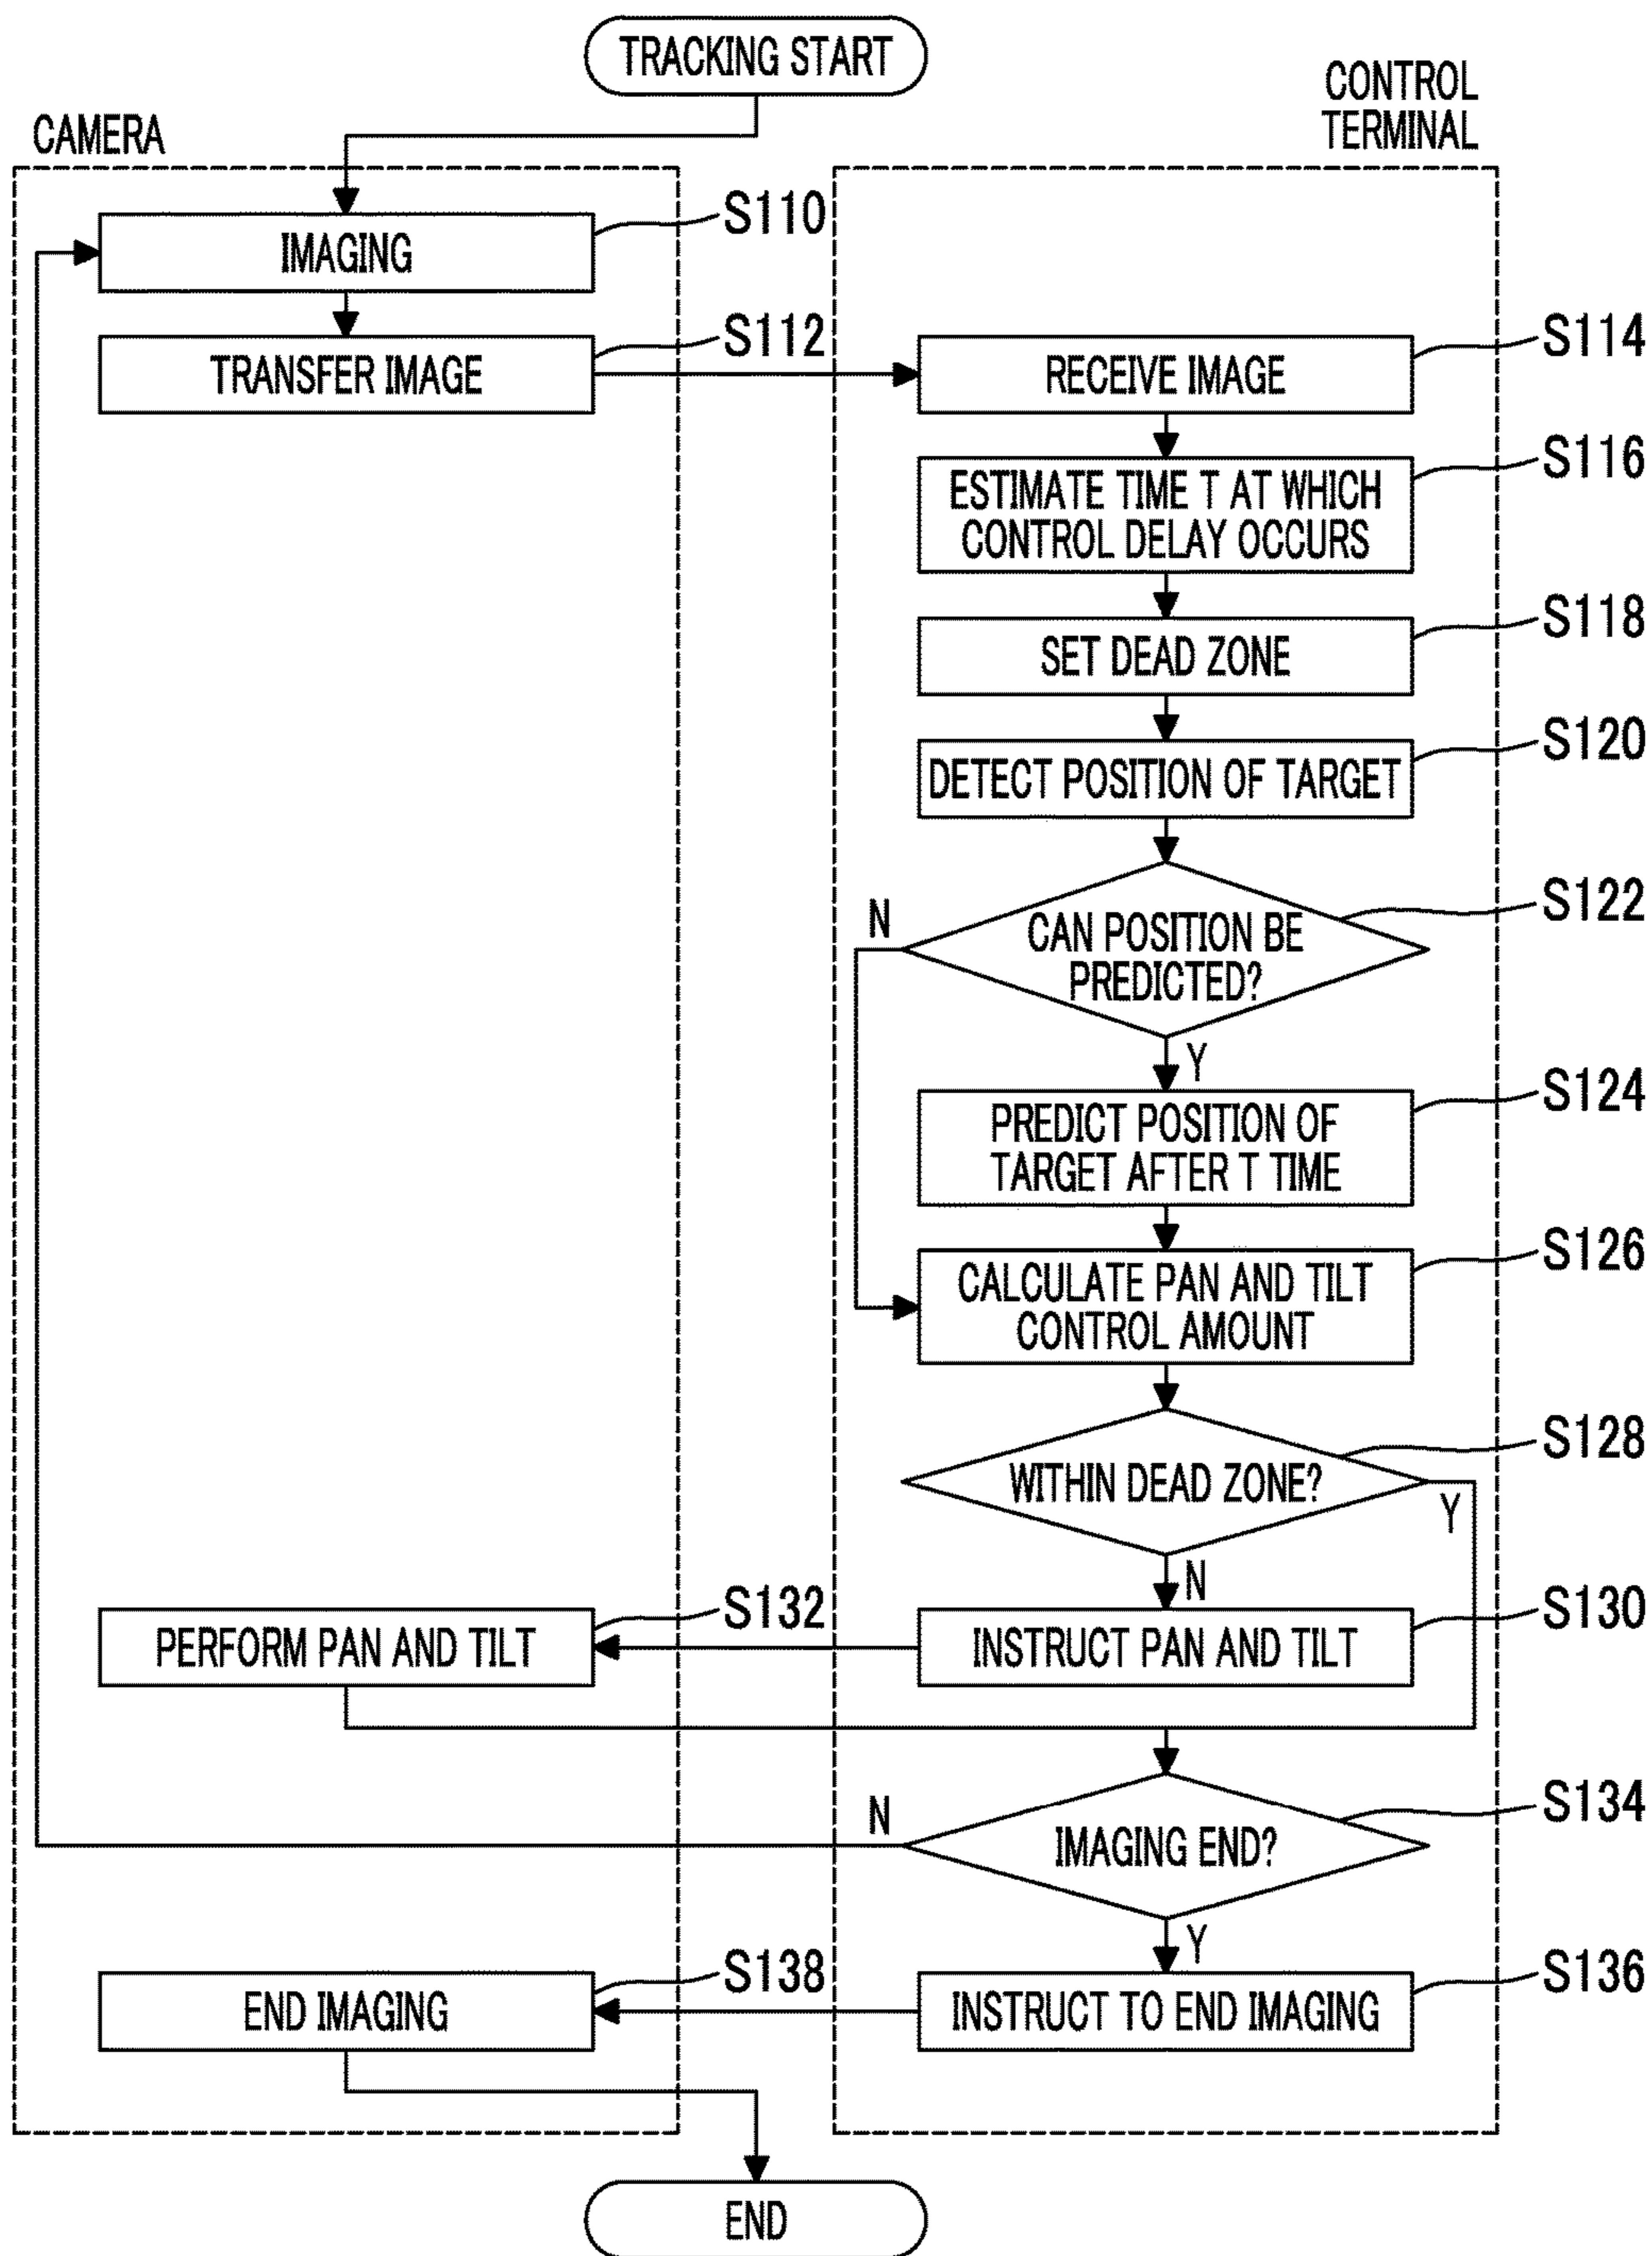 TRACKING START
CAMERA
CONTROL
TERMINAL
IMAGING
S110
TRANSFER IMAGE
S112
RECEIVE IMAGE
S114
ESTIMATE TIME T AT WHICH
CONTROL DELAY OCCURS
S116
SET DEAD ZONE
S118
DETECT POSITION OF TARGET
S120
CAN POSITION BE
PREDICTED?
S122
N
Y
PREDICT POSITION OF
TARGET AFTER T TIME
S124
CALCULATE PAN AND TILT
CONTROL AMOUNT
S126
WITHIN DEAD ZONE?
S128
Y
N
INSTRUCT PAN AND TILT
S130
PERFORM PAN AND TILT
S132
IMAGING END?
S134
N
Y
INSTRUCT TO END IMAGING
S136
END IMAGING
S138
END